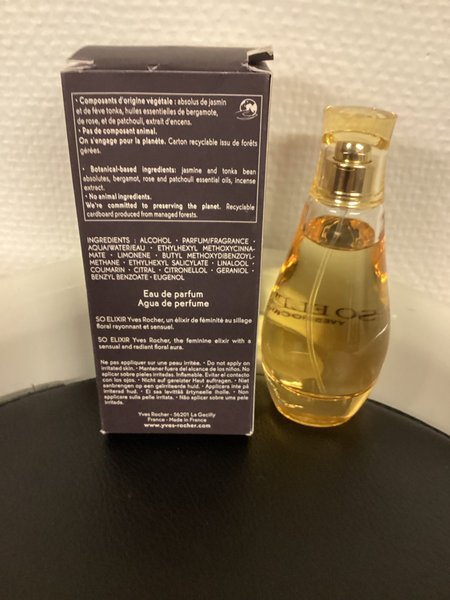 • Composants d'origine végétale : absolus de jasmin
et de fève tonka, huiles essentielles de bergamote,
de rose, et de patchouli, extrait d'encens.
• Pas de composant animal.
On s'engage pour la planète. Carton recyclable issu de forêts
gérées.
• Botanical-based ingredients: jasmine and tonka bean
absolutes, bergamot, rose and patchouli essential oils, incense
extract.
• No animal ingredients.
We're committed to preserving the planet. Recyclable
cardboard produced from managed forests.
INGREDIENTS : ALCOHOL • PARFUM/FRAGRANCE •
AQUA/WATER/EAU • ETHYLHEXYL METHOXYCINNA-
MATE • LIMONENE • BUTYL METHOXYDIBENZOYL-
METHANE • ETHYLHEXYL SALICYLATE • LINALOOL •
COUMARIN • CITRAL • CITRONELLOL • GERANIOL •
BENZYL BENZOATE • EUGENOL
Eau de parfum
Agua de perfume
SO ELIXIR Yves Rocher, un élixir de féminité au sillage
floral rayonnant et sensuel.
SO ELIXIR Yves Rocher, the feminine elixir with a
sensual and radiant floral aura.
Ne pas appliquer sur une peau irritée. • Do not apply on
irritated skin. • Mantener fuera del alcance de los niños. No
aplicar sobre pieles irritadas. Inflamable. Evitar el contacto
con los ojos. • Nicht auf gereizter Haut auftragen. • Niet
aanbrengen op een geïrriteerde huid. • Applicera inte på
irriterad hud. • Ei saa levittää ärtyneelle iholle. • Non
applicare sulla pelle irritata. • Não aplicar sobre uma pele
irritada.
Yves Rocher - 56201 La Gacilly
France - Made in France
www.yves-rocher.com
SO ELI
YVES ROCH